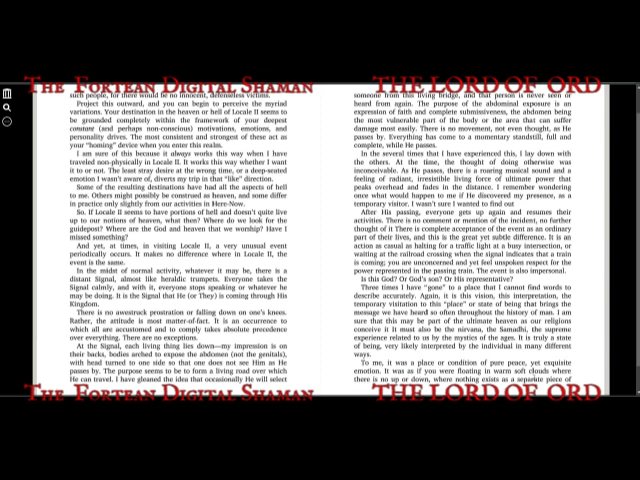 THE FORTEAN DIGITAL SHAMAN
THE LORD OF ORD
such people, for there would be no innocent, defenseless victims.
Project this outward, and you can begin to perceive the myriad
variations. Your destination in the heaven or hell of Locale II seems to
be grounded completely within the framework of your deepest
constant (and perhaps non-conscious) motivations, emotions, and
personality drives. The most consistent and strongest of these act as
your "homing" device when you enter this realm.
I am sure of this because it always works this way when I have
traveled non-physically in Locale II. It works this way whether I want
it to or not. The least stray desire at the wrong time, or a deep-seated
emotion I wasn't aware of, diverts my trip in that "like" direction.
Some of the resulting destinations have had all the aspects of hell
to me. Others might possibly be construed as heaven, and some differ
in practice only slightly from our activities in Here-Now.
So. If Locale II seems to have portions of hell and doesn't quite live
up to our notions of heaven, what then? Where do we look for the
guidepost? Where are the God and heaven that we worship? Have I
missed something?
And yet, at times, in visiting Locale II, a very unusual event
periodically occurs. It makes no difference where in Locale II, the
event is the same.
In the midst of normal activity, whatever it may be, there is a
distant Signal, almost like heraldic trumpets. Everyone takes the
Signal calmly, and with it, everyone stops speaking or whatever he
may be doing. It is the Signal that He (or They) is coming through His
Kingdom.
There is no awestruck prostration or falling down on one's knees.
Rather, the attitude is most matter-of-fact. It is an occurrence to
which all are accustomed and to comply takes absolute precedence
over everything. There are no exceptions.
At the Signal, each living thing lies down—my impression is on
their backs, bodies arched to expose the abdomen (not the genitals),
with head turned to one side so that one does not see Him as He
passes by. The purpose seems to be to form a living road over which
He can travel. I have gleaned the idea that occasionally He will select
someone from this living bridge, and that person is never seen or
heard from again. The purpose of the abdominal exposure is an
expression of faith and complete submissiveness, the abdomen being
the most vulnerable part of the body or the area that can suffer
damage most easily. There is no movement, not even thought, as He
passes by. Everything has come to a momentary standstill, full and
complete, while He passes.
In the several times that I have experienced this, I lay down with
the others. At the time, the thought of doing otherwise was
inconceivable. As He passes, there is a roaring musical sound and a
feeling of radiant, irresistible living force of ultimate power that
peaks overhead and fades in the distance. I remember wondering
once what would happen to me if He discovered my presence, as a
temporary visitor. I wasn't sure I wanted to find out
After His passing, everyone gets up again and resumes their
activities. There is no comment or mention of the incident, no further
thought of it There is complete acceptance of the event as an ordinary
part of their lives, and this is the great yet subtle difference. It is an
action as casual as halting for a traffic light at a busy intersection, or
waiting at the railroad crossing when the signal indicates that a train
is coming; you are unconcerned and yet feel unspoken respect for the
power represented in the passing train. The event is also impersonal.
Is this God? Or God's son? Or His representative?
Three times I have "gone" to a place that I cannot find words to
describe accurately. Again, it is this vision, this interpretation, the
temporary visitation to this "place" or state of being that brings the
message we have heard so often throughout the history of man. I am
sure that this may be part of the ultimate heaven as our religions
conceive it It must also be the nirvana, the Samadhi, the supreme
experience related to us by the mystics of the ages. It is truly a state
of being, very likely interpreted by the individual in many different
ways.
To me, it was a place or condition of pure peace, yet exquisite
emotion. It was as if you were floating in warm soft clouds where
there is no up or down, where nothing exists as a separate piece of
THE FORTEAN DIGITAL SHAMAN
THE LORD OF ORD